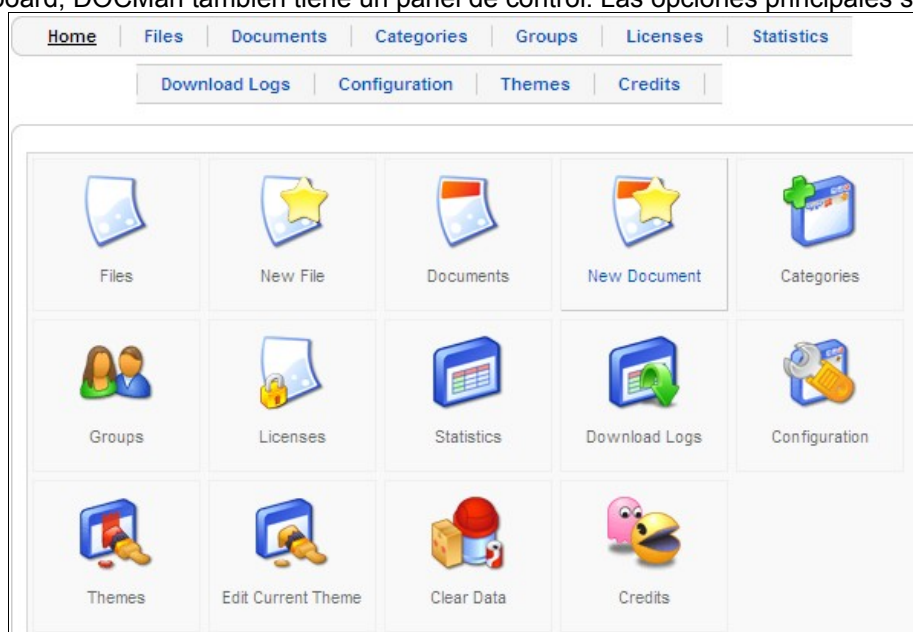 board, DOCMan también tiene un panel de control. Las opciones principales s
Home Files Documents Categories Groups Licenses Statistics
Download Logs Configuration Themes Credits
Files New File Documents New Document Categories
Groups Licenses Statistics Download Logs Configuration
Themes Edit Current Theme Clear Data Credits